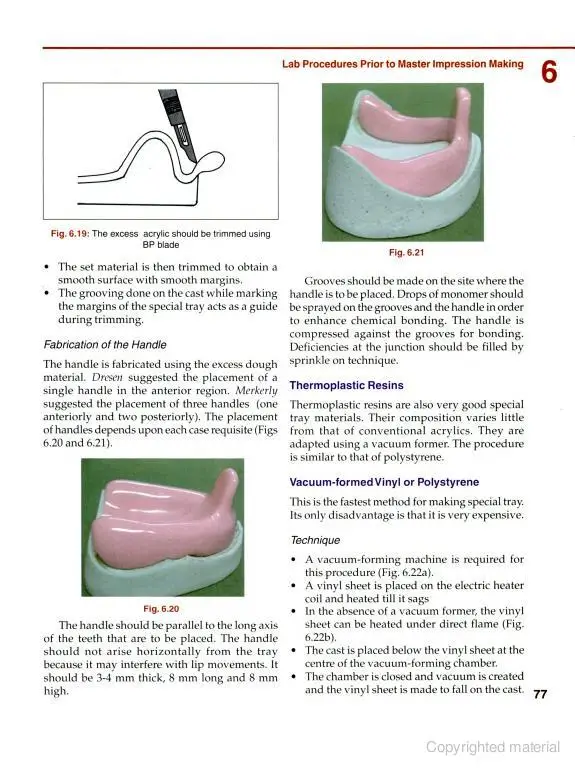 Lab Procedures Prior to Master Impression Making
6
Fig. 6.19: The excess acrylic should be trimmed using
BP blade
• The set material is then trimmed to obtain a
smooth surface with smooth margins.
• The grooving done on the cast while marking
the margins of the special tray acts as a guide
during trimming.
Fabrication of the Handle
The handle is fabricated using the excess dough
material. Dresen suggested the placement of a
single handle in the anterior region. Merkerly
suggested the placement of three handles (one
anteriorly and two posteriorly). The placement
of handles depends upon each case requisite (Figs
6.20 and 6.21).
Fig. 6.20
The handle should be parallel to the long axis
of the teeth that are to be placed. The handle
should not arise horizontally from the tray
because it may interfere with lip movements. It
should be 3-4 mm thick, 8 mm long and 8 mm
high.
Fig. 6.21
Grooves should be made on the site where the
handle is to be placed. Drops of monomer should
be sprayed on the grooves and the handle in order
to enhance chemical bonding. The handle is
compressed against the grooves for bonding.
Deficiencies at the junction should be filled by
sprinkle on technique.
Thermoplastic Resins
Thermoplastic resins are also very good special
tray materials. Their composition varies little
from that of conventional acrylics. They are
adapted using a vacuum former. The procedure
is similar to that of polystyrene.
Vacuum-formed Vinyl or Polystyrene
This is the fastest method for making special tray.
Its only disadvantage is that it is very expensive.
Technique
• A vacuum-forming machine is required for
this procedure (Fig. 6.22a).
• A vinyl sheet is placed on the electric heater
coil and heated till it sags
• In the absence of a vacuum former, the vinyl
sheet can be heated under direct flame (Fig.
6.22b).
• The cast is placed below the vinyl sheet at the
centre of the vacuum-forming chamber.
• The chamber is closed and vacuum is created
and the vinyl sheet is made to fall on the cast.
77
Copyrighted material